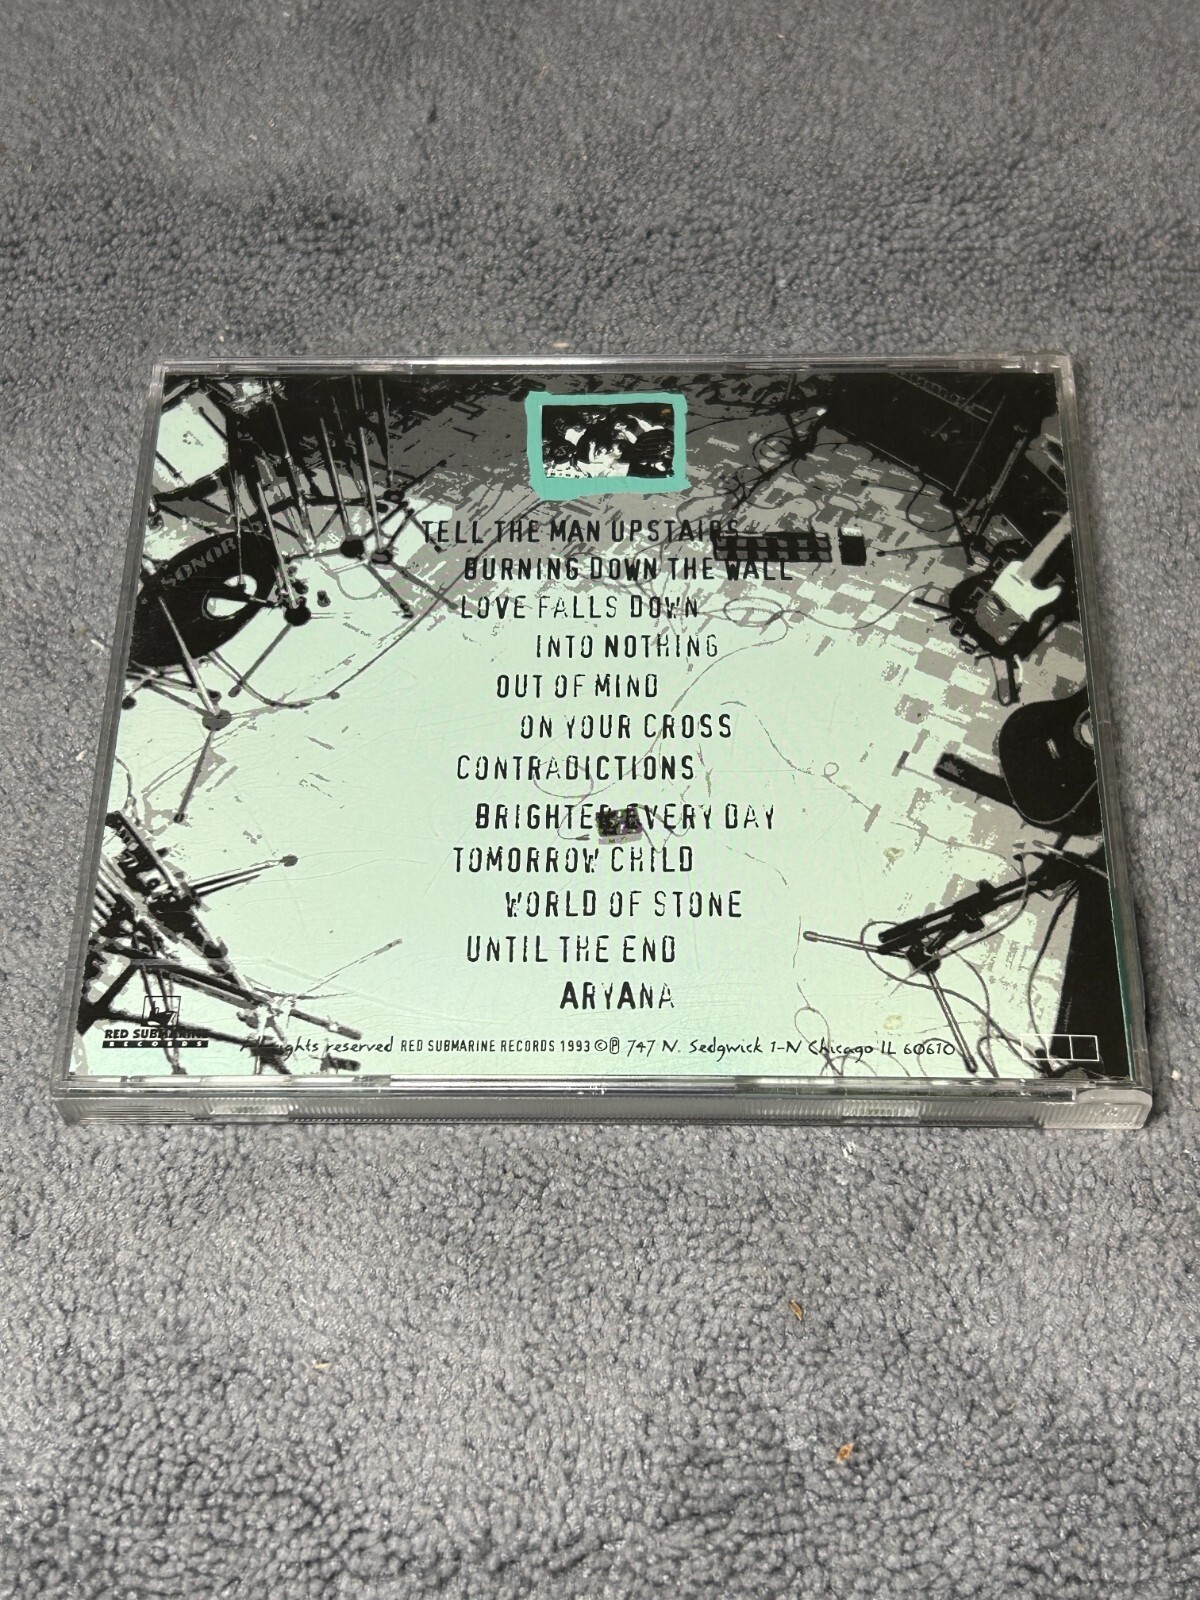 SONOR
TELL THE MAN UPSTAIRS
BURNING DOWN THE WALL
LOVE FALLS DOWN
INTO NOTHING
OUT OF MIND
ON YOUR CROSS
CONTRADICTIONS
BRIGHTER EVERY DAY
TOMORROW CHILD
WORLD OF STONE
UNTIL THE END
ARYANA
RED SUBMARINE
RECORDS
All rights reserved RED SUBMARINE RECORDS 1993 ©℗ 747 N. Sedgwick 1-N Chicago IL 60610